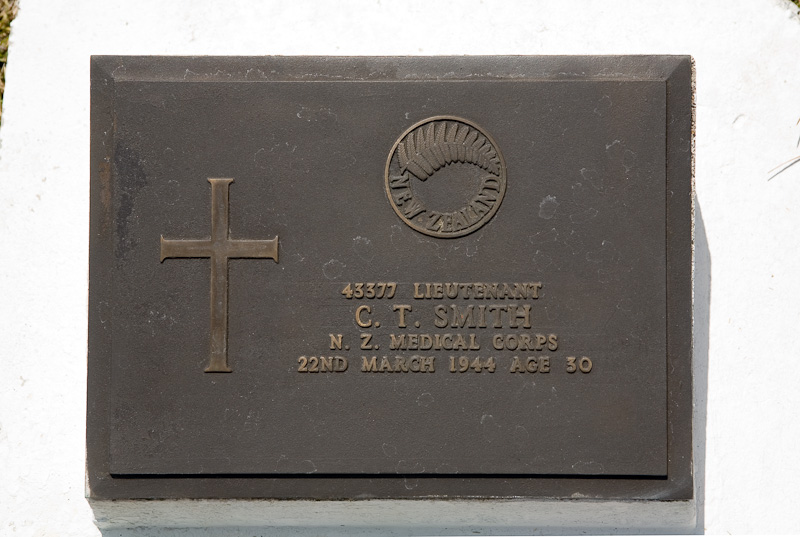 NEW ZEALAND
43377 LIEUTENANT
C. T. SMITH
N. Z. MEDICAL CORPS
22ND MARCH 1944 AGE 30